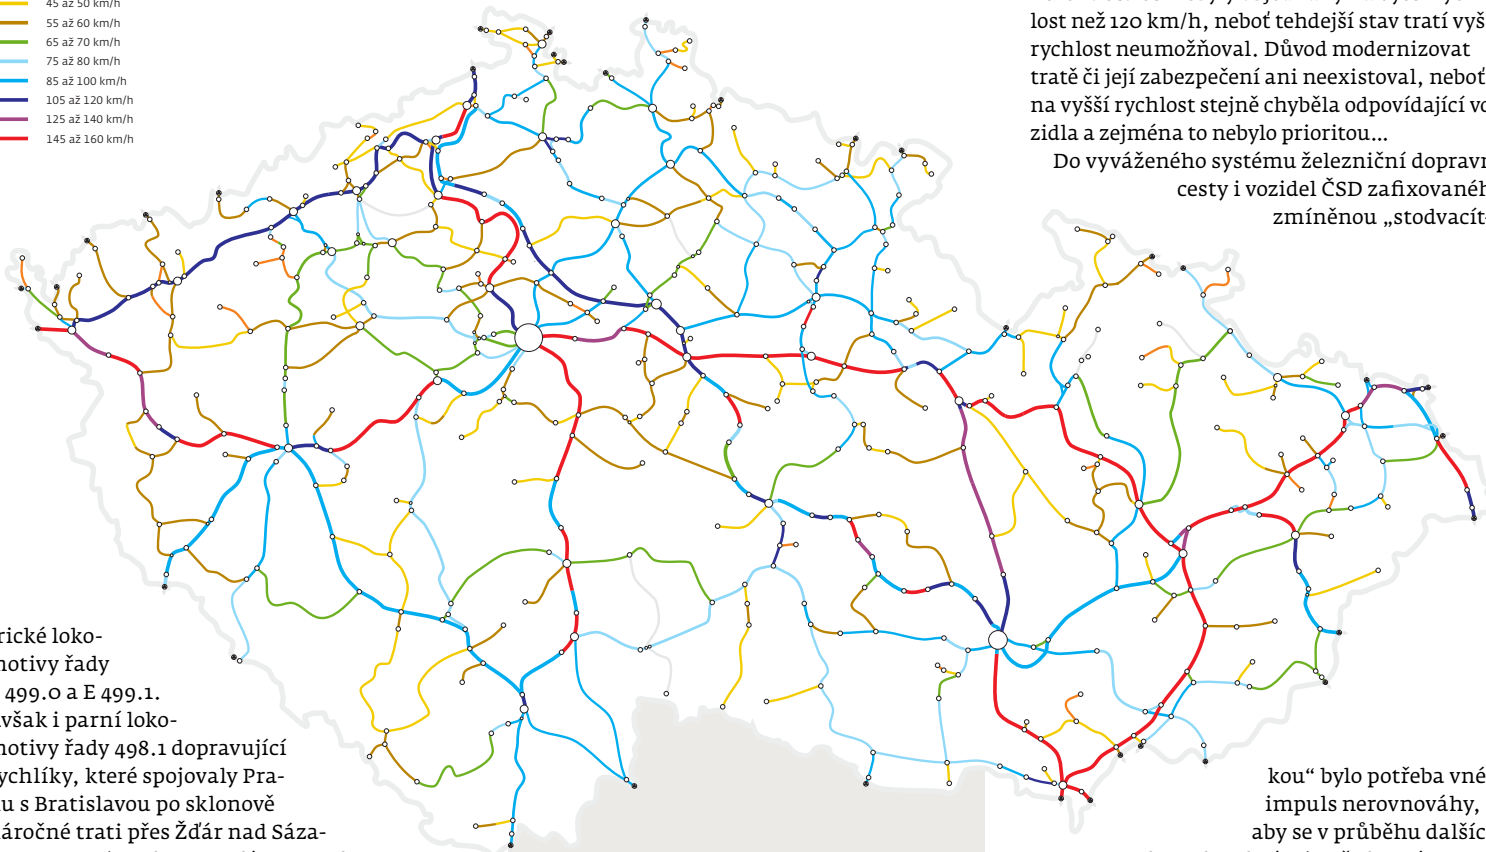 45 až 50 km/h
55 až 60 km/h
65 až 70 km/h
75 až 80 km/h
85 až 100 km/h
105 až 120 km/h
125 až 140 km/h
145 až 160 km/h
lost než 120 km/h, neboť tehdejší stav tratí vyš
rychlost neumožňoval. Důvod modernizovat
tratě či její zabezpečení ani neexistoval, neboť
na vyšší rychlost stejně chyběla odpovídající vo
zidla a zejména to nebylo prioritou...
Do vyváženého systému železniční dopravn
cesty i vozidel ČSD zafixovaného
zmíněnou „stodvacít-
rické loko-
motivy řady
499.0 a E 499.1.
však i parní loko-
motivy řady 498.1 dopravující
rychlíky, které spojovaly Pra-
hu s Bratislavou po sklonově
náročné trati přes Žďár nad Sáza-
kou“ bylo potřeba vně
impuls nerovnováhy,
aby se v průběhu dalšíc